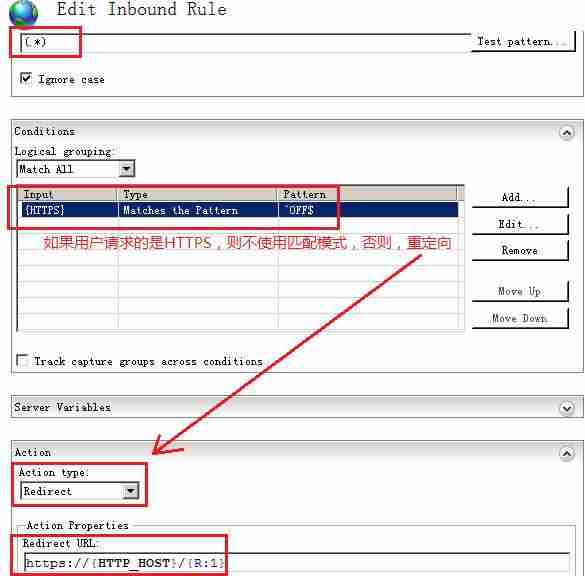 Edit Inbound Rule
(.*)
Test pattern...
Ignore case
Conditions
Logical grouping:
Match All
Input Type Pattern
{HTTPS} Matches the Pattern ^OFF$
Add...
Edit...
如果用户请求的是HTTPS，则不使用匹配模式，否则，重定向
Remove
Move Up
Move Down
Track capture groups across conditions
Server Variables
Action
Action type:
Redirect
Action Properties
Redirect URL:
https://{HTTP_HOST}/{R:1}